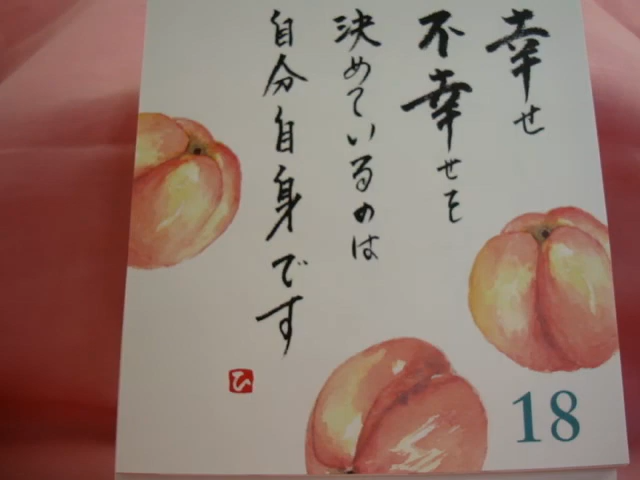 幸せ
不幸せを
決めているのは
自分自身です
ひ
18